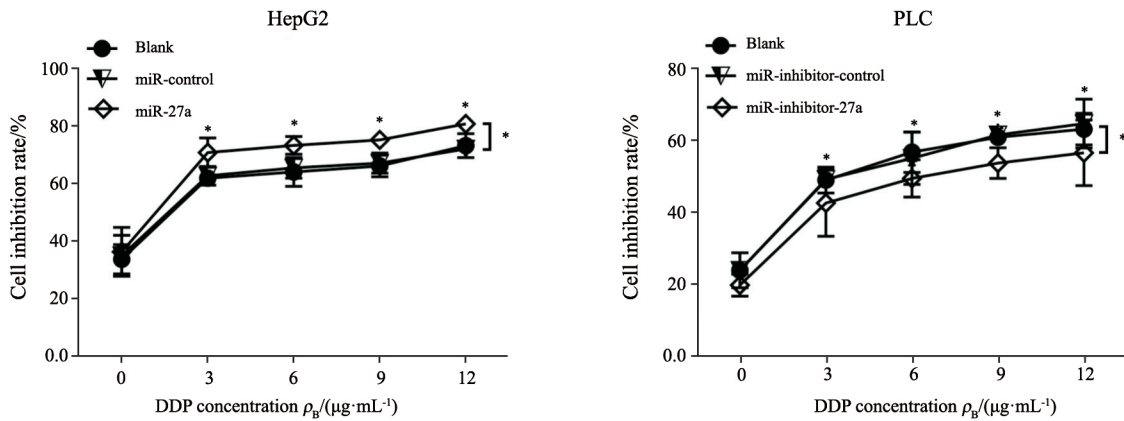 HepG2
Blank
miR-control
miR-27a
100
80
60
40
20
0.0
Cell inhibition rate/%
* * * *
*
0 3 6 9 12
DDP concentration ρB/(μg·mL-1)
PLC
Blank
miR-inhibitor-control
miR-inhibitor-27a
80
60
40
20
0.0
Cell inhibition rate/%
* * * *
*
0 3 6 9 12
DDP concentration ρB/(μg·mL-1)